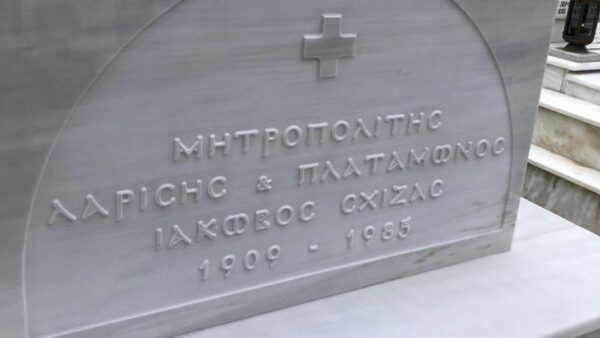 ΜΗΤΡΟΠΟΛΙΤΗΣ
ΛΑΡΙΣΗΣ & ΠΛΑΤΑΜΩΝΟΣ
ΙΑΚΩΒΟΣ ΣΧΙΖΑΣ
1909 - 1985